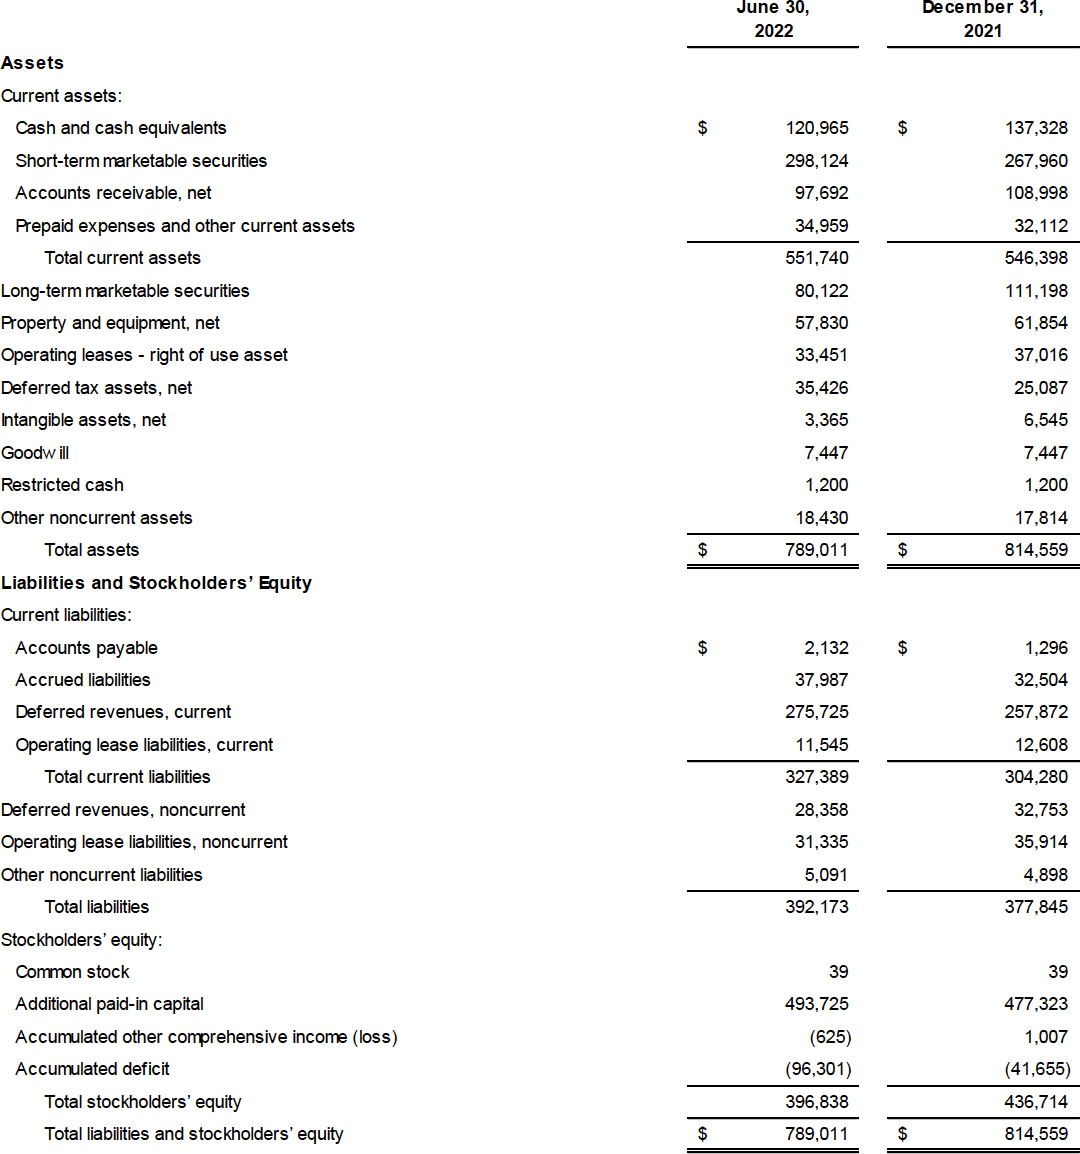 June 30, December 31,
2022 2021
Assets
Current assets:
Cash and cash equivalents $ 120,965 $ 137,328
Short-term marketable securities 298,124 267,960
Accounts receivable, net 97,692 108,998
Prepaid expenses and other current assets 34,959 32,112
Total current assets 551,740 546,398
Long-term marketable securities 80,122 111,198
Property and equipment, net 57,830 61,854
Operating leases - right of use asset 33,451 37,016
Deferred tax assets, net 35,426 25,087
Intangible assets, net 3,365 6,545
Goodwill 7,447 7,447
Restricted cash 1,200 1,200
Other noncurrent assets 18,430 17,814
Total assets $ 789,011 $ 814,559
Liabilities and Stockholders’ Equity
Current liabilities:
Accounts payable $ 2,132 $ 1,296
Accrued liabilities 37,987 32,504
Deferred revenues, current 275,725 257,872
Operating lease liabilities, current 11,545 12,608
Total current liabilities 327,389 304,280
Deferred revenues, noncurrent 28,358 32,753
Operating lease liabilities, noncurrent 31,335 35,914
Other noncurrent liabilities 5,091 4,898
Total liabilities 392,173 377,845
Stockholders’ equity:
Common stock 39 39
Additional paid-in capital 493,725 477,323
Accumulated other comprehensive income (loss) (625) 1,007
Accumulated deficit (96,301) (41,655)
Total stockholders’ equity 396,838 436,714
Total liabilities and stockholders’ equity $ 789,011 $ 814,559